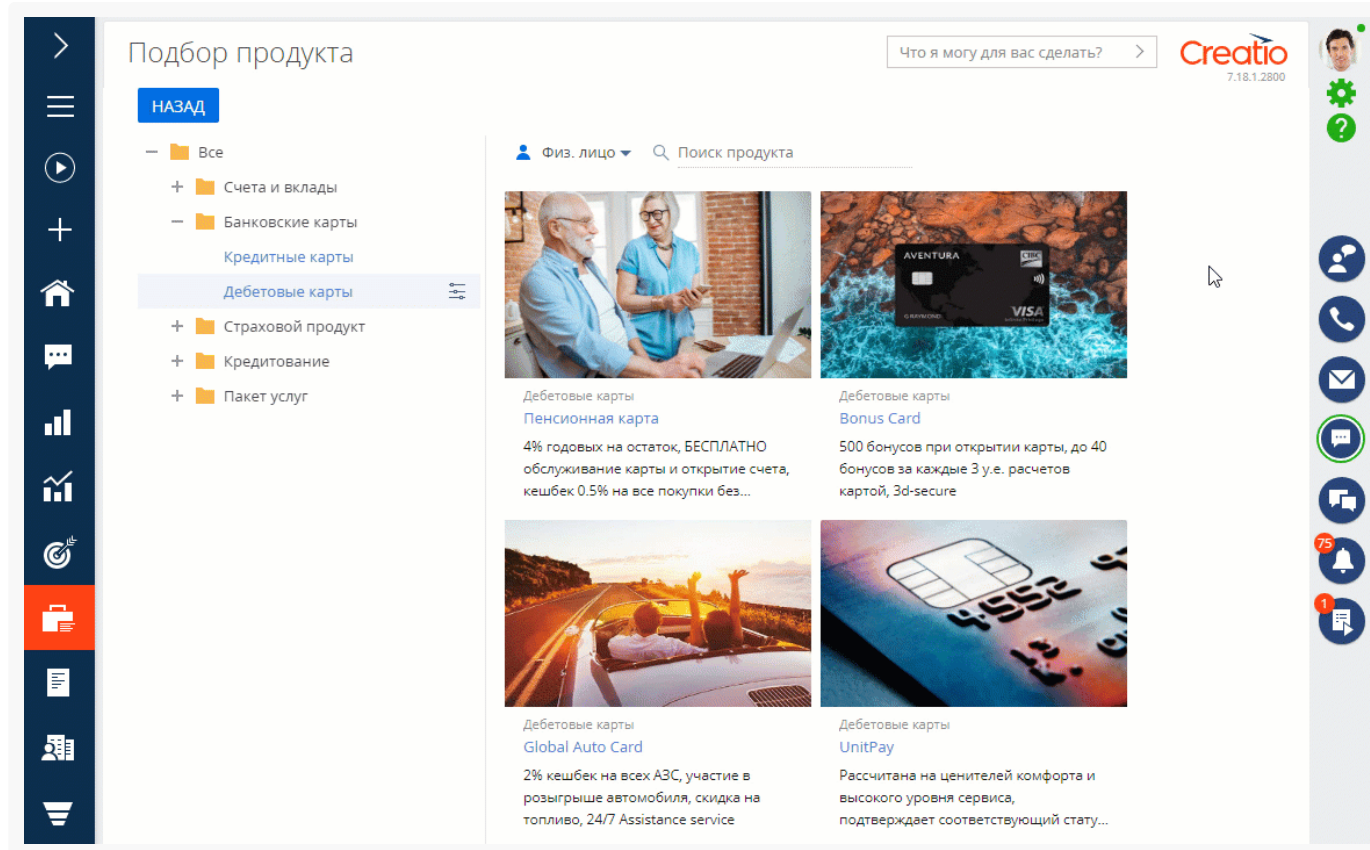 Подбор продукта
Что я могу для вас сделать?
Creatio
7.18.1.2800
НАЗАД
Все
Счета и вклады
Банковские карты
Кредитные карты
Дебетовые карты
Страховой продукт
Кредитование
Пакет услуг
Физ. лицо
Поиск продукта
Дебетовые карты
Пенсионная карта
4% годовых на остаток, БЕСПЛАТНО
обслуживание карты и открытие счета,
кешбек 0.5% на все покупки без...
AVENTURA
CIBC
G RAYMOND
VISA
Дебетовые карты
Bonus Card
500 бонусов при открытии карты, до 40
бонусов за каждые 3 у.е. расчетов
картой, 3d-secure
Дебетовые карты
Global Auto Card
2% кешбек на всех АЗС, участие в
розыгрыше автомобиля, скидка на
топливо, 24/7 Assistance service
4552
Дебетовые карты
UnitPay
Рассчитана на ценителей комфорта и
высокого уровня сервиса,
подтверждает соответствующий стату...
?
75
1